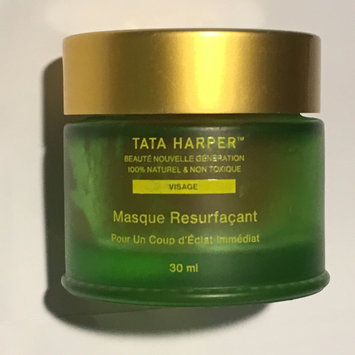 TATA HARPER™
BEAUTÉ NOUVELLE GÉNÉRATION
100% NATUREL & NON TOXIQUE
VISAGE
Masque Resurfaçant
Pour Un Coup d'Éclat Immédiat
30 ml